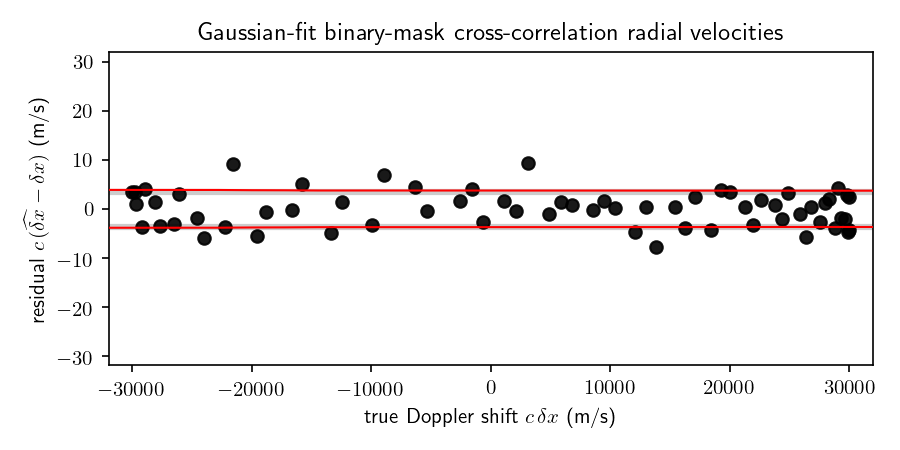 Gaussian-fit binary-mask cross-correlation radial velocities
residual c(δx̂ − δx) (m/s)
30
20
10
0
−10
−20
−30
−30000 −20000 −10000 0 10000 20000 30000
true Doppler shift c δx (m/s)